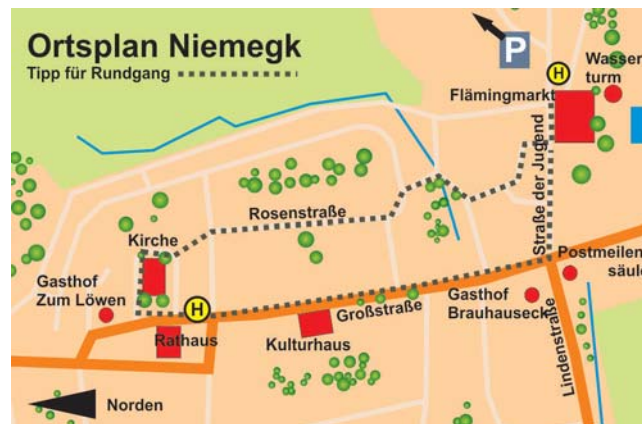 Ortsplan Niemegk
Tipp für Rundgang
P
H
Wasser
turm
Flämingmarkt
Straße der Jugend
Rosenstraße
Kirche
Postmeilen
säule
Gasthof
Zum Löwen
H
Gasthof
Brauhauseck
Großstraße
Rathaus
Kulturhaus
Lindenstraße
Norden